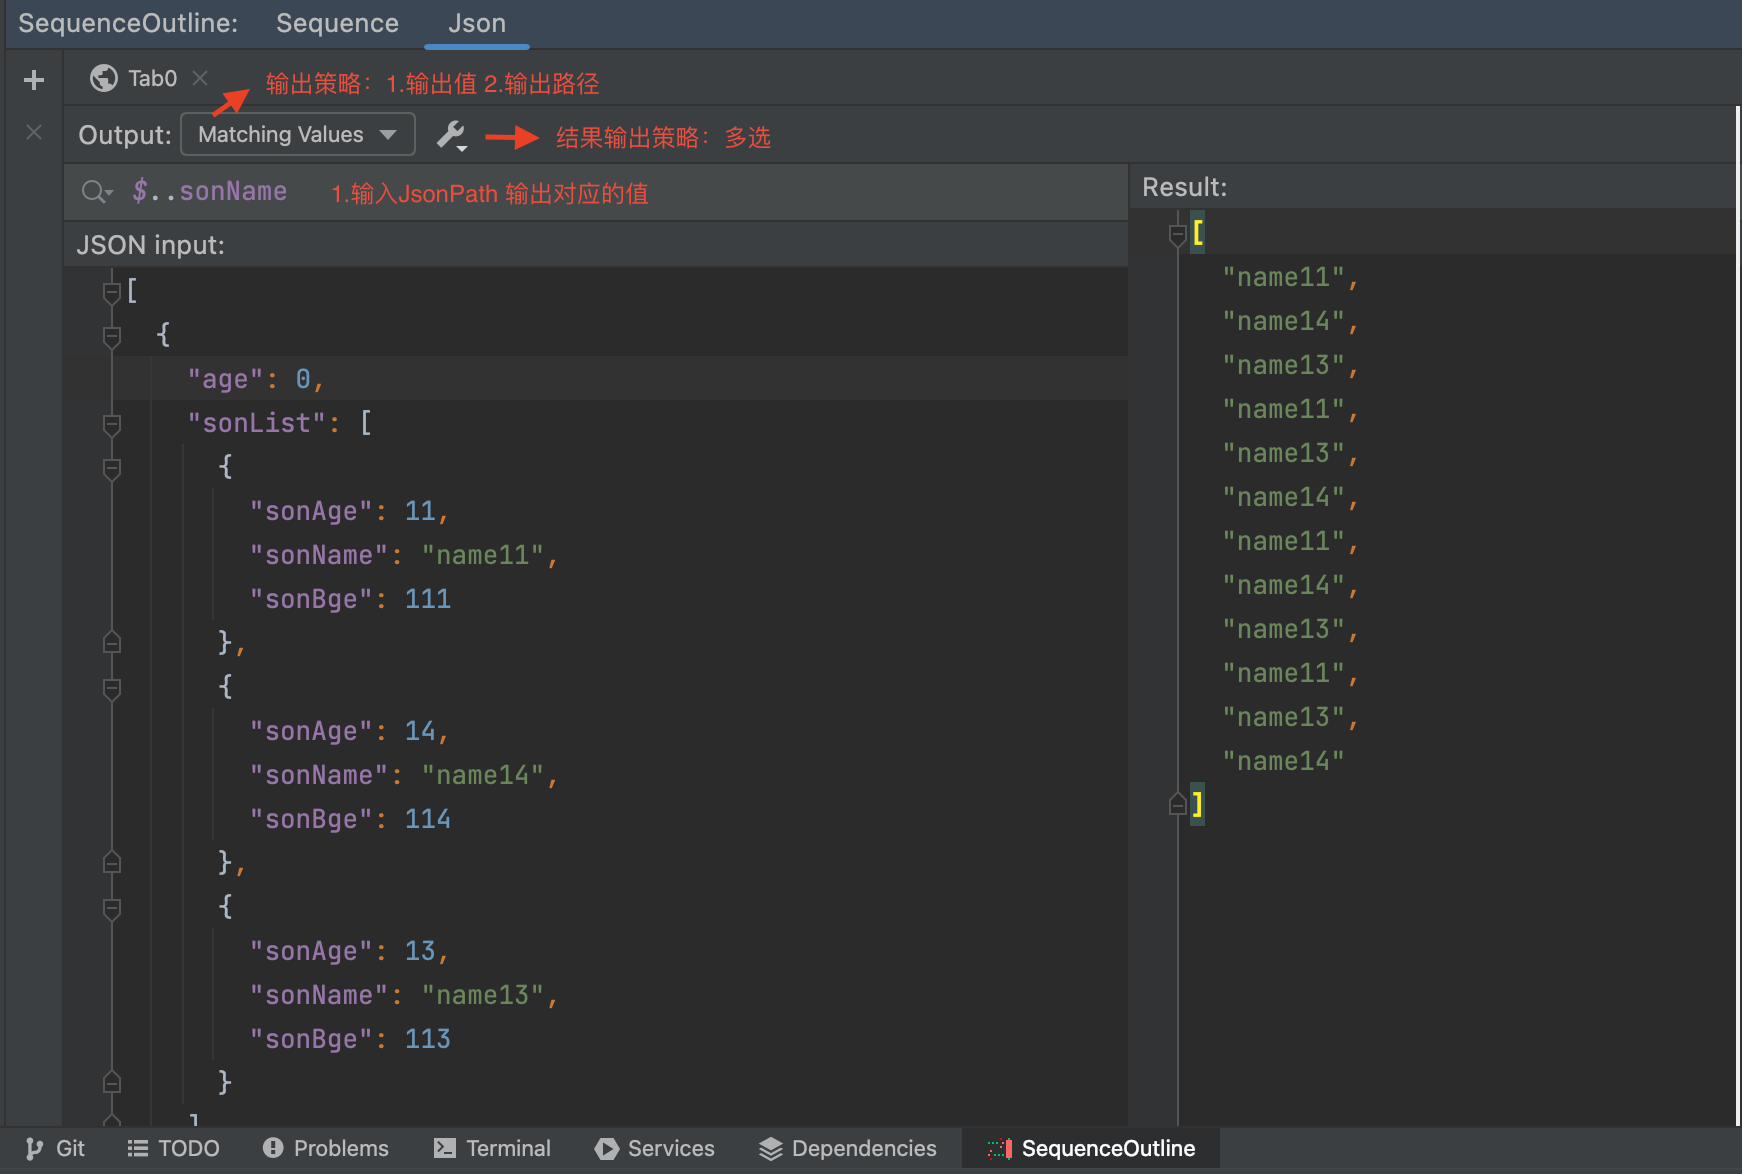 SequenceOutline: Sequence Json
Tab0 输出策略：1.输出值 2.输出路径
Output: Matching Values 结果输出策略：多选
$..sonName 1.输入JsonPath 输出对应的值
JSON input:
[
{
"age": 0,
"sonList": [
{
"sonAge": 11,
"sonName": "name11",
"sonBge": 111
},
{
"sonAge": 14,
"sonName": "name14",
"sonBge": 114
},
{
"sonAge": 13,
"sonName": "name13",
"sonBge": 113
}
]
Result:
[
"name11",
"name14",
"name13",
"name11",
"name13",
"name14",
"name11",
"name14",
"name13",
"name11",
"name13",
"name14"
]
Git TODO Problems Terminal Services Dependencies SequenceOutline